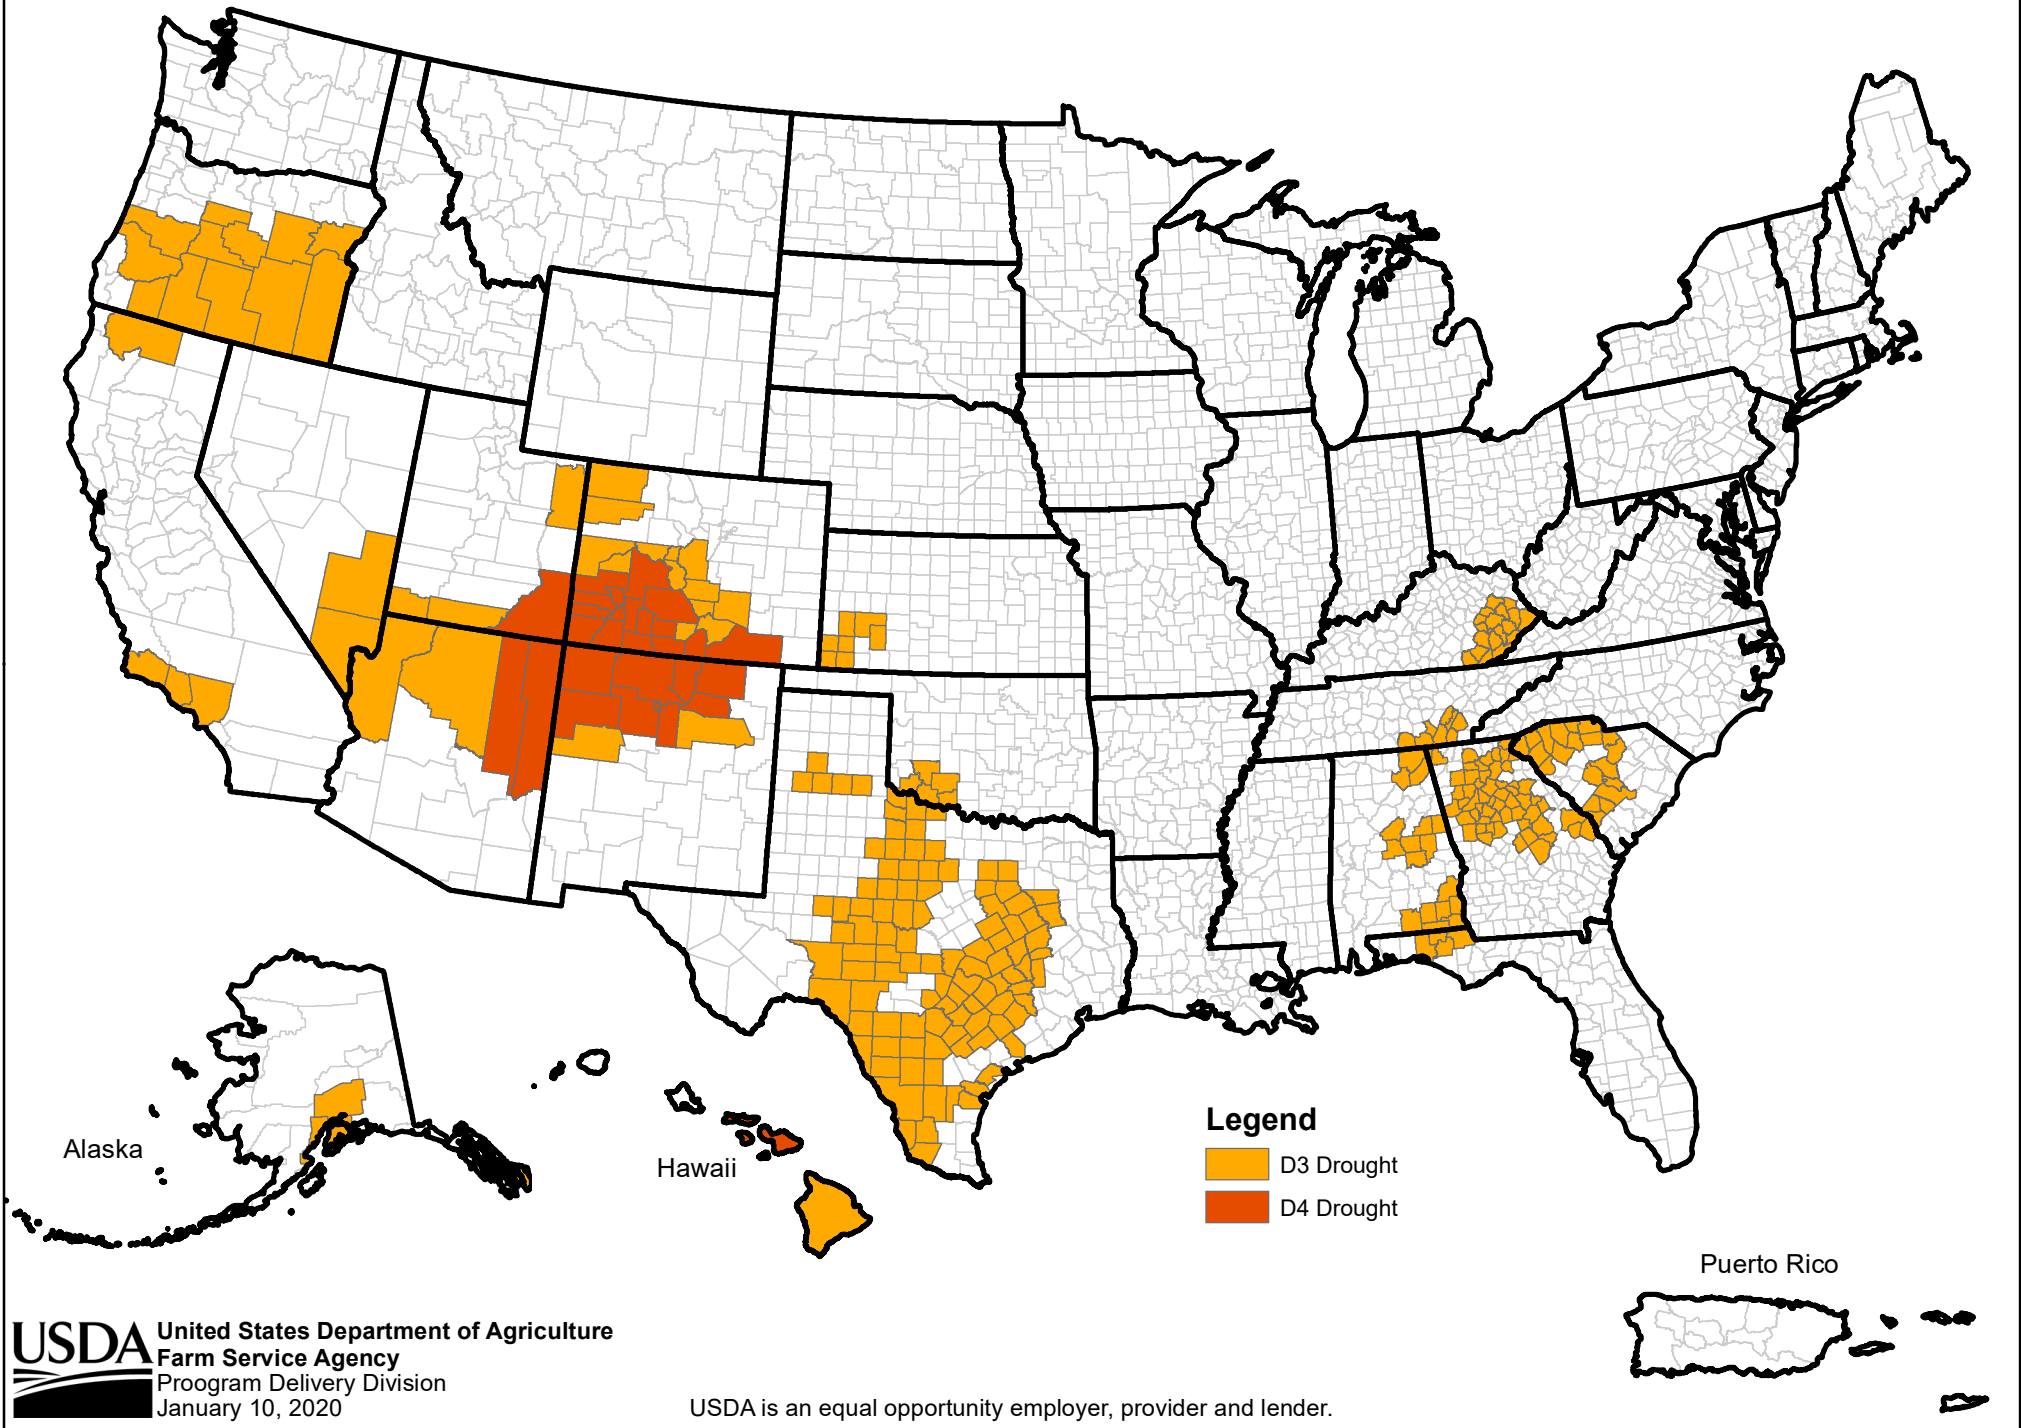 Alaska
Hawaii
Legend
D3 Drought
D4 Drought
Puerto Rico
USDA
United States Department of Agriculture
Farm Service Agency
Proogram Delivery Division
January 10, 2020
USDA is an equal opportunity employer, provider and lender.